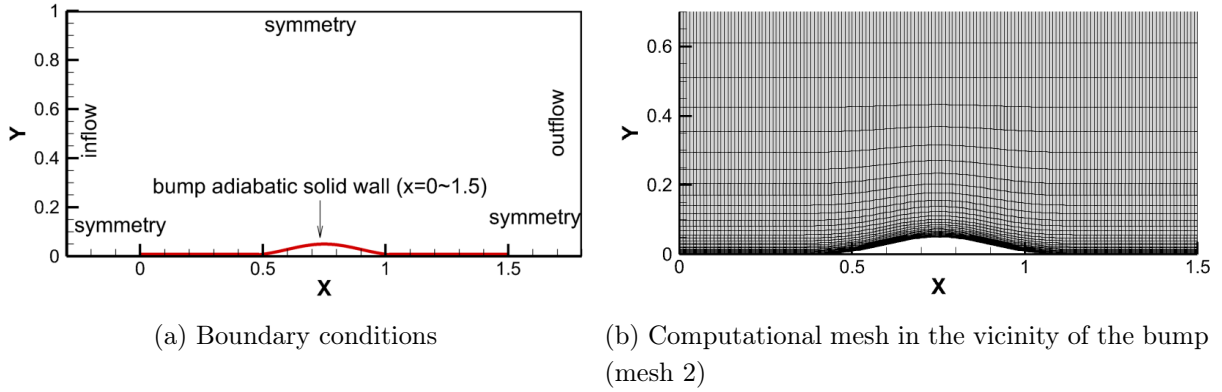 1
symmetry
0.8
0.6
Y
inflow
outflow
0.4
bump adiabatic solid wall (x=0~1.5)
0.2
symmetry
symmetry
0
0
0.5
1
1.5
X
(a) Boundary conditions
0.6
0.4
Y
0.2
0
0
0.5
1
1.5
X
(b) Computational mesh in the vicinity of the bump
(mesh 2)